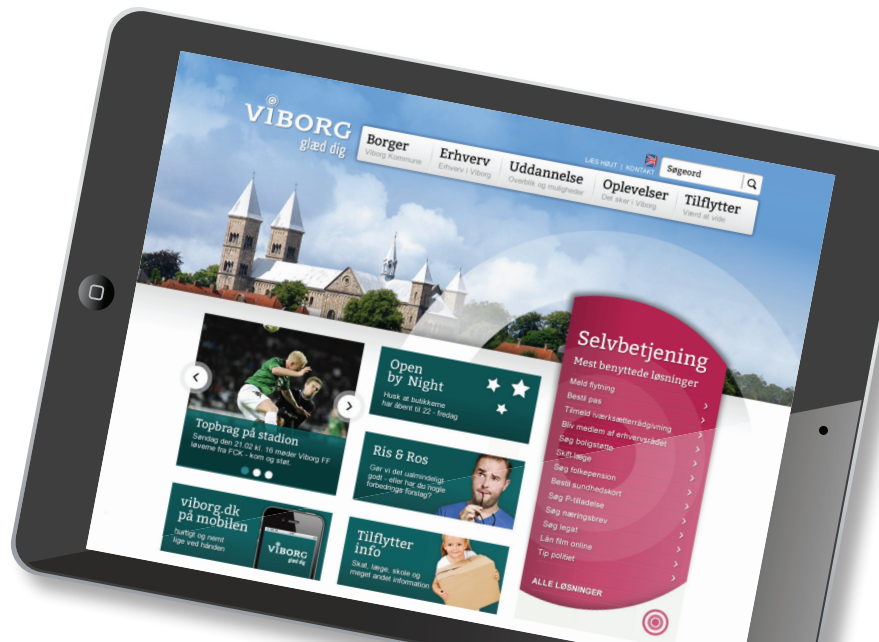 VIBORG
glæd dig
LÆS HØJT | KONTAKT
Søgeord
Borger
Viborg Kommune
Erhverv
Erhverv i Viborg
Uddannelse
Overblik og muligheder
Oplevelser
Det sker i Viborg
Tilflytter
Værd at vide
Topbrag på stadion
Søndag den 21.02 kl. 16 møder Viborg FF
løverne fra FCK - kom og støt.
Open
by Night
Husk at butikkerne
har åbent til 22 - fredag
Ris & Ros
Gør vi det ualmindeligt
godt - eller har du nogle
forbedrings-forslag?
viborg.dk
på mobilen
hurtigt og nemt
lige ved hånden
VIBORG
glæd dig
Tilflytter
info
Skat, læge, skole og
meget andet information
Selvbetjening
Mest benyttede løsninger
Meld flytning
Bestil pas
Tilmeld iværksætterrådgivning
Bliv medlem af erhvervsrådet
Søg boligstøtte
Skift læge
Søg folkepension
Bestil sundhedskort
Søg P-tilladelse
Søg næringsbrev
Søg legat
Lån film online
Tip politiet
ALLE LØSNINGER